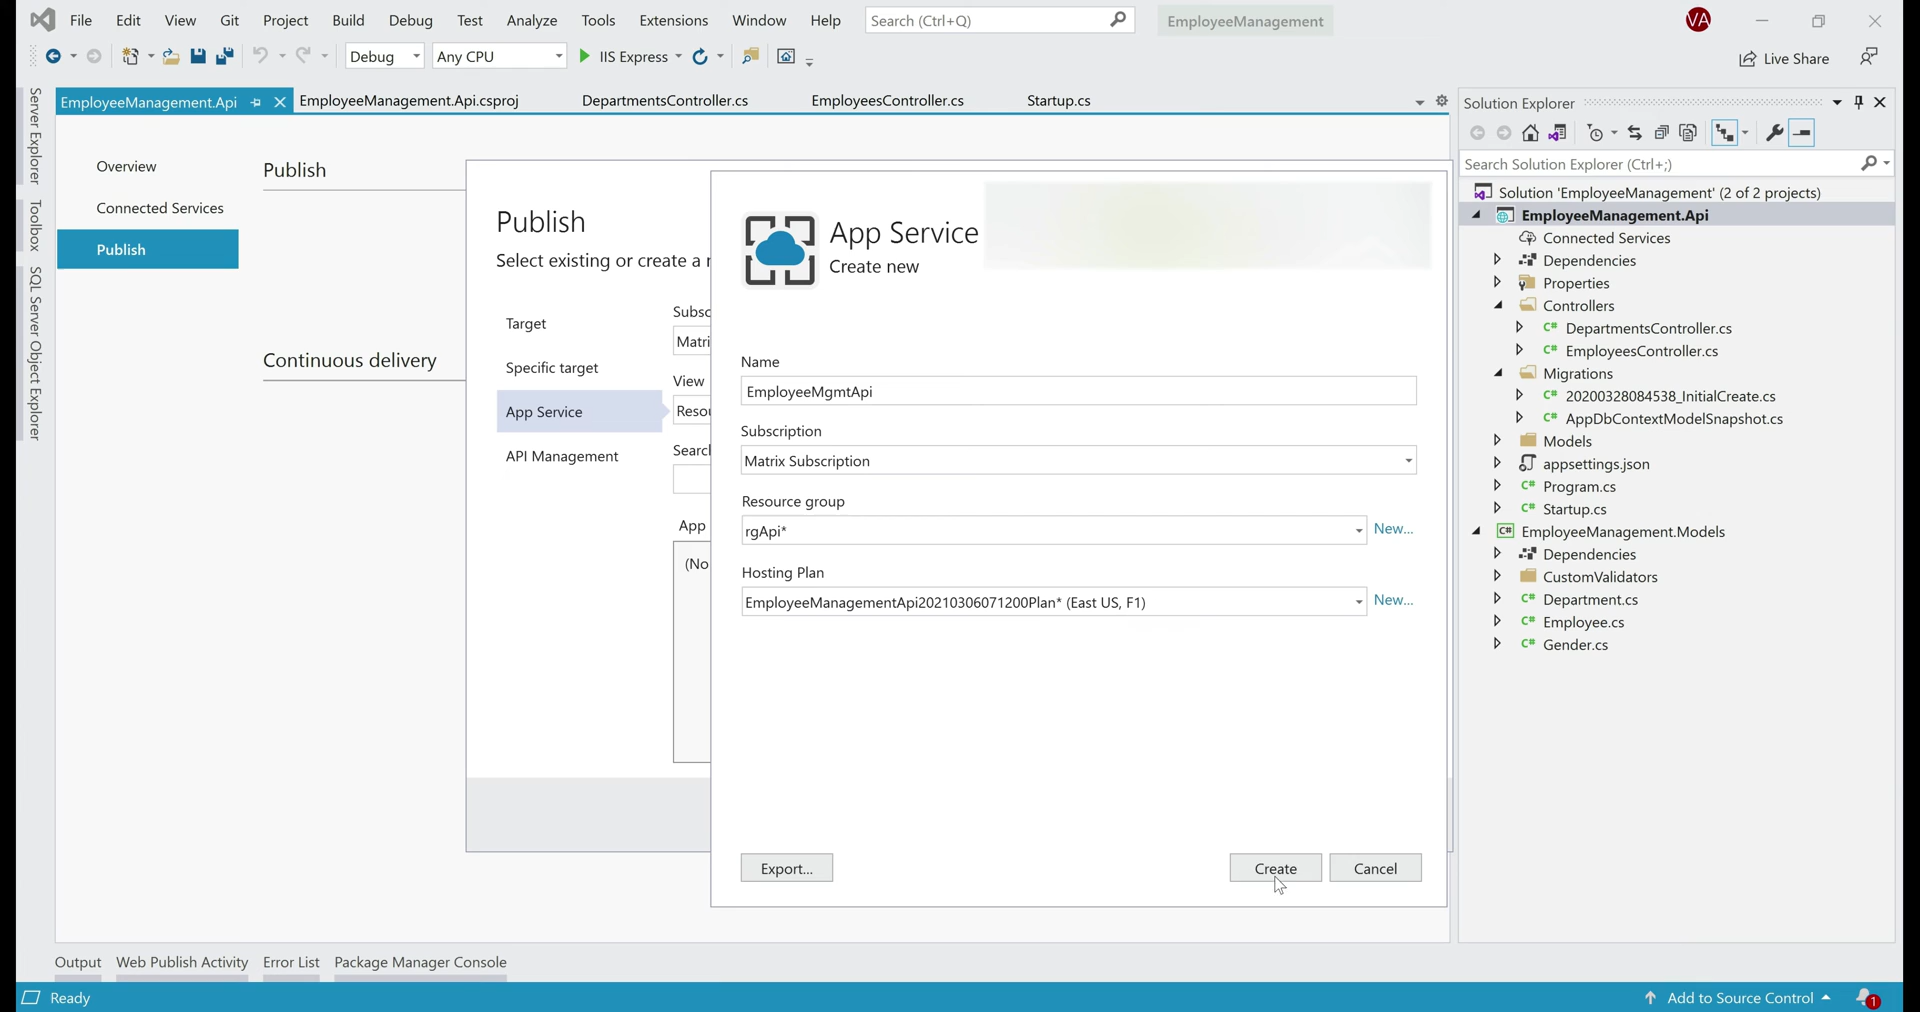 File Edit View Git Project Build Debug Test Analyze Tools Extensions Window Help Search (Ctrl+Q) EmployeeManagement VA
Debug Any CPU IIS Express Live Share
EmployeeManagement.Api EmployeeManagement.Api.csproj DepartmentsController.cs EmployeesController.cs Startup.cs
Server Explorer
Toolbox
SQL Server Object Explorer
Overview
Connected Services
Publish
Publish
Continuous delivery
Publish
Select existing or create a
Target
Specific target
App Service
API Management
Subsc
Matri
View
Resou
Search
App
(No
App Service
Create new
Name
EmployeeMgmtApi
Subscription
Matrix Subscription
Resource group
rgApi* New...
Hosting Plan
EmployeeManagementApi20210306071200Plan* (East US, F1) New...
Export... Create Cancel
Solution Explorer
Search Solution Explorer (Ctrl+;)
Solution 'EmployeeManagement' (2 of 2 projects)
EmployeeManagement.Api
Connected Services
Dependencies
Properties
Controllers
C# DepartmentsController.cs
C# EmployeesController.cs
Migrations
C# 20200328084538_InitialCreate.cs
C# AppDbContextModelSnapshot.cs
Models
appsettings.json
C# Program.cs
C# Startup.cs
C# EmployeeManagement.Models
Dependencies
CustomValidators
C# Department.cs
C# Employee.cs
C# Gender.cs
Output Web Publish Activity Error List Package Manager Console
Ready Add to Source Control 1